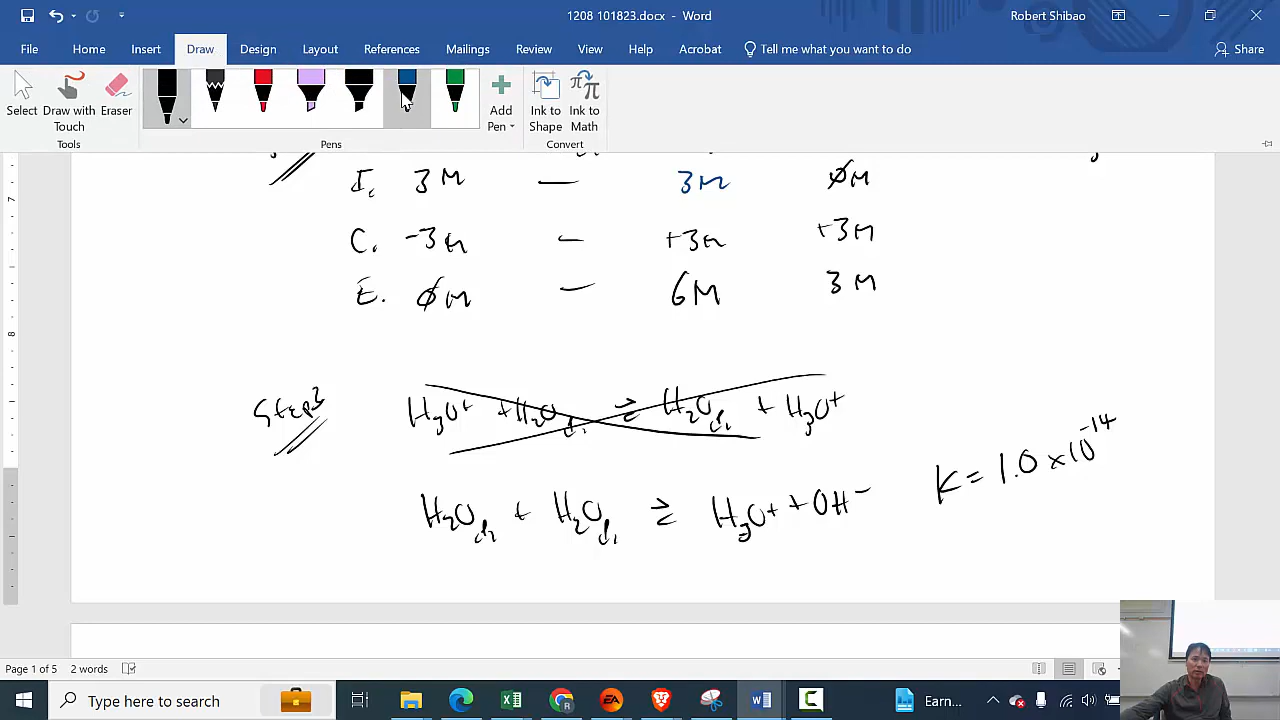 1208 101823.docx - Word
Robert Shibao
File Home Insert Draw Design Layout References Mailings Review View Help Acrobat Tell me what you want to do Share
Select Draw with Touch Eraser Add Pen Ink to Shape Ink to Math
Tools Pens Convert
7
I. 3M — 3M ØM
C. -3M — +3M +3M
E. ØM — 6M 3M
8
Step3 H3O+ + H2O(l) ⇌ H2O(l) + H3O+
K = 1.0 x 10^-14
H2O(l) + H2O(l) ⇌ H3O+ + OH-
Page 1 of 5 2 words
Type here to search
Earn...